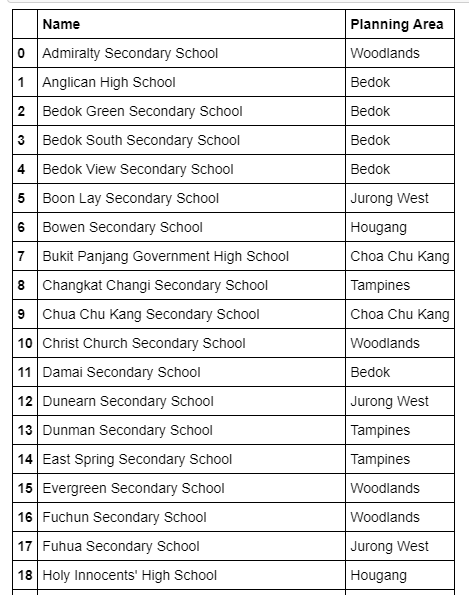 Name Planning Area
0 Admiralty Secondary School Woodlands
1 Anglican High School Bedok
2 Bedok Green Secondary School Bedok
3 Bedok South Secondary School Bedok
4 Bedok View Secondary School Bedok
5 Boon Lay Secondary School Jurong West
6 Bowen Secondary School Hougang
7 Bukit Panjang Government High School Choa Chu Kang
8 Changkat Changi Secondary School Tampines
9 Chua Chu Kang Secondary School Choa Chu Kang
10 Christ Church Secondary School Woodlands
11 Damai Secondary School Bedok
12 Dunearn Secondary School Jurong West
13 Dunman Secondary School Tampines
14 East Spring Secondary School Tampines
15 Evergreen Secondary School Woodlands
16 Fuchun Secondary School Woodlands
17 Fuhua Secondary School Jurong West
18 Holy Innocents' High School Hougang